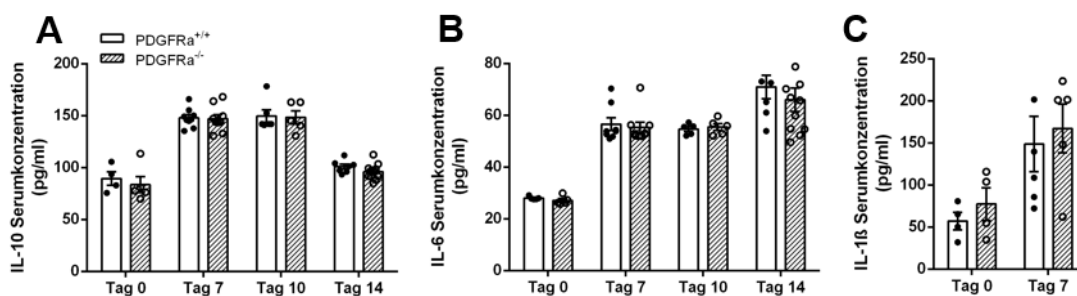 A
PDGFRa+/+
PDGFRa-/-
IL-10 Serumkonzentration
(pg/ml)
200
150
100
50
0
Tag 0 Tag 7 Tag 10 Tag 14
B
IL-6 Serumkonzentration
(pg/ml)
80
60
40
20
0
Tag 0 Tag 7 Tag 10 Tag 14
C
IL-1ß Serumkonzentration
(pg/ml)
250
200
150
100
50
0
Tag 0 Tag 7